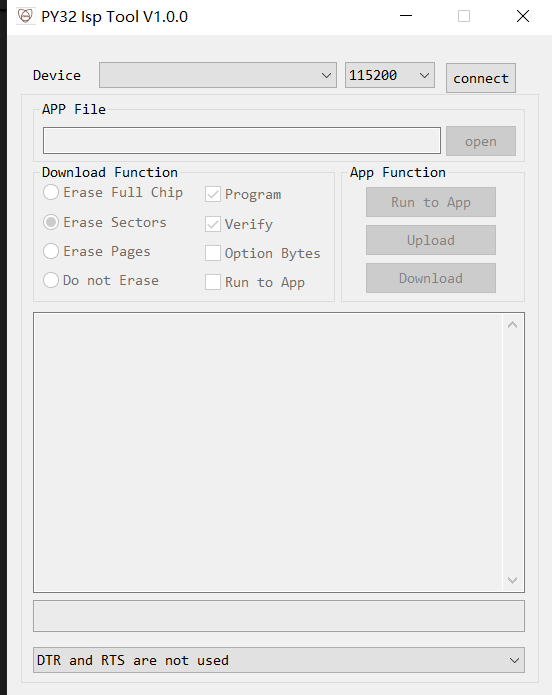 PY32 Isp Tool V1.0.0
Device
115200
connect
APP File
open
Download Function
Erase Full Chip
Program
Erase Sectors
Verify
Erase Pages
Option Bytes
Do not Erase
Run to App
App Function
Run to App
Upload
Download
DTR and RTS are not used